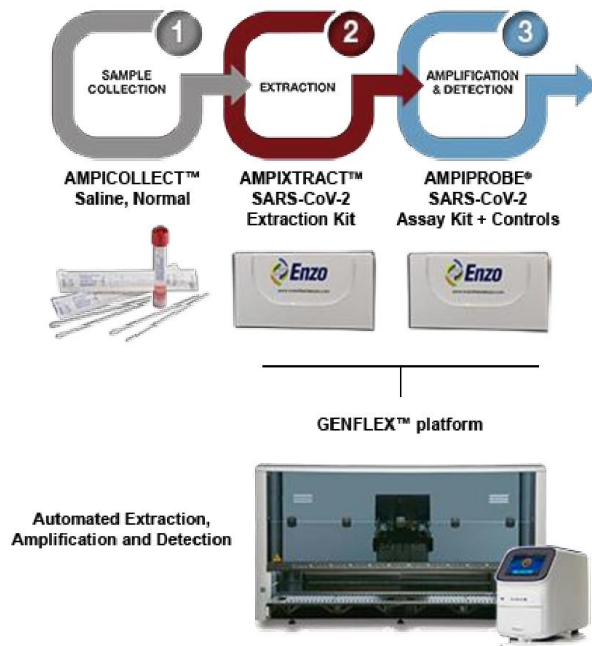 1
2
3
SAMPLE
COLLECTION
EXTRACTION
AMPLIFICATION
& DETECTION
AMPICOLLECT™
Saline, Normal
AMPIXTRACT™
SARS-CoV-2
Extraction Kit
AMPIPROBE®
SARS-CoV-2
Assay Kit + Controls
Enzo
Enzo
GENFLEX™ platform
Automated Extraction,
Amplification and Detection